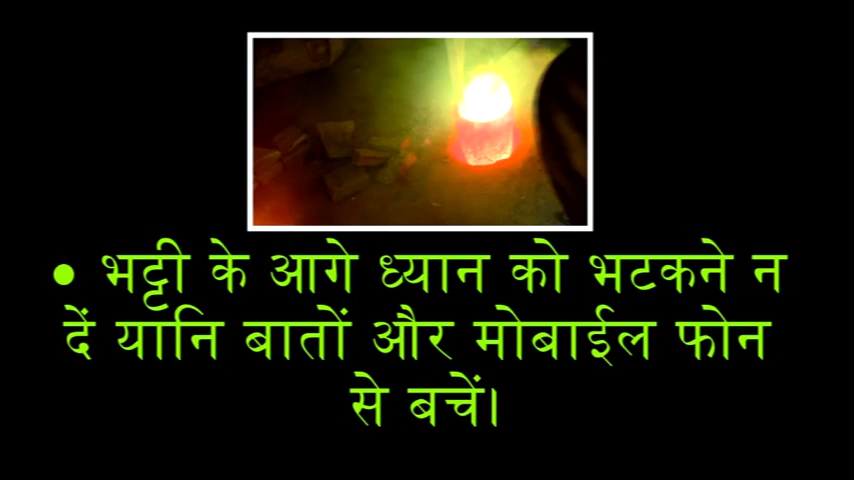 • भट्टी के आगे ध्यान को भटकने न
दें यानि बातों और मोबाईल फोन
से बचें।